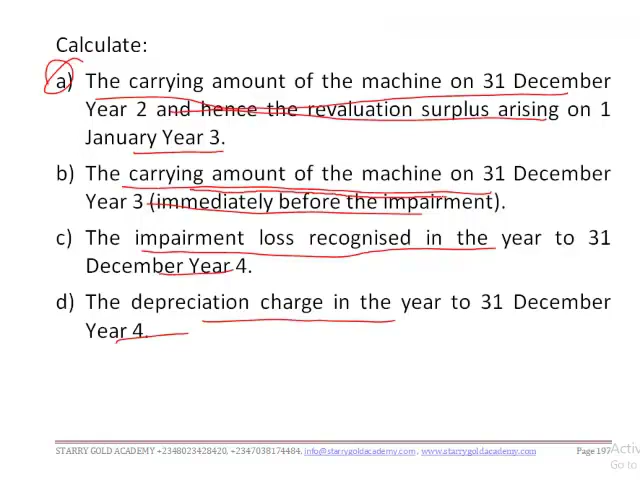 Calculate:
a) The carrying amount of the machine on 31 December
Year 2 and hence the revaluation surplus arising on 1
January Year 3.
b) The carrying amount of the machine on 31 December
Year 3 (immediately before the impairment).
c) The impairment loss recognised in the year to 31
December Year 4.
d) The depreciation charge in the year to 31 December
Year 4.
STARRY GOLD ACADEMY +2348023428420, +2347038174484, info@starrygoldacademy.com , www.starrygoldacademy.com Page 197
Activ
Go to